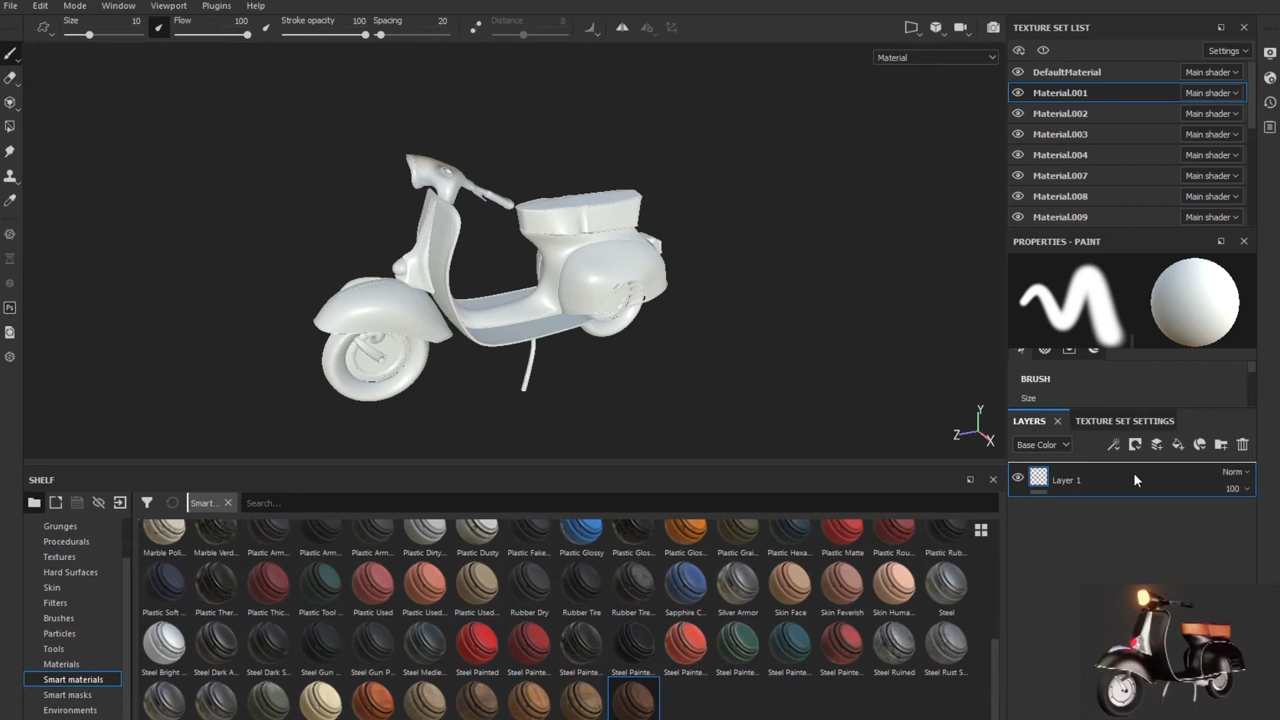 File Edit Mode Window Viewport Plugins Help
Size 10 Flow 100 Stroke opacity 100 Spacing 20 Distance 8
Material
TEXTURE SET LIST
Settings
DefaultMaterial Main shader
Material.001 Main shader
Material.002 Main shader
Material.003 Main shader
Material.004 Main shader
Material.007 Main shader
Material.008 Main shader
Material.009 Main shader
PROPERTIES - PAINT
BRUSH
Size
LAYERS TEXTURE SET SETTINGS
Base Color
Layer 1 Norm
100
Y
Z X
Ps
SHELF
Smart... Search...
Grunges
Procedurals
Textures
Hard Surfaces
Skin
Filters
Brushes
Particles
Tools
Materials
Smart materials
Smart masks
Environments
Marble Poli... Marble Verd... Plastic Arm... Plastic Arm... Plastic Dirty... Plastic Dusty Plastic Fake... Plastic Glossy Plastic Glos... Plastic Glos... Plastic Grai... Plastic Hexa... Plastic Matte Plastic Rou... Plastic Rub...
Plastic Soft ... Plastic Ther... Plastic Thic... Plastic Tool ... Plastic Used Plastic Used... Plastic Used... Rubber Dry Rubber Tire Rubber Tire... Sapphire C... Silver Armor Skin Face Skin Feverish Skin Huma... Steel
Steel Bright ... Steel Dark A... Steel Dark S... Steel Gun ... Steel Gun P... Steel Medie... Steel Painted Steel Painte... Steel Painte... Steel Painte... Steel Painte... Steel Painte... Steel Painte... Steel Painte... Steel Ruined Steel Rust S...